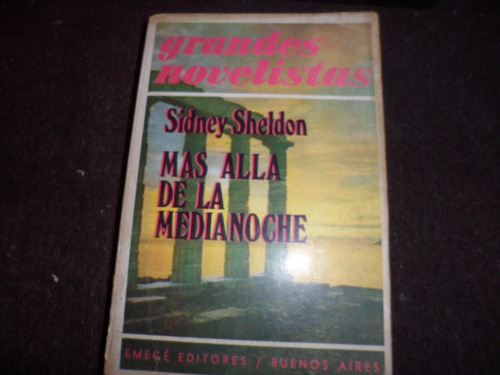 grandes
novelistas
Sidney Sheldon
MAS ALLA
DE LA
MEDIANOCHE
EMECÉ EDITORES / BUENOS AIRES